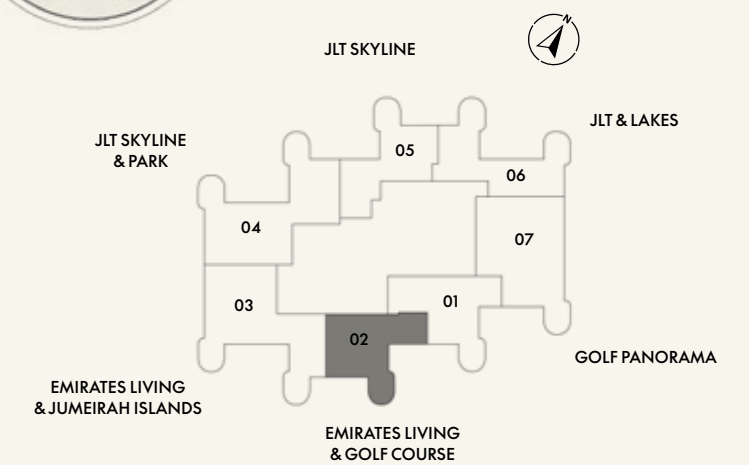 N
JLT SKYLINE
JLT & LAKES
JLT SKYLINE
& PARK
05
06
04
07
03
01
02
GOLF PANORAMA
EMIRATES LIVING
& JUMEIRAH ISLANDS
EMIRATES LIVING
& GOLF COURSE